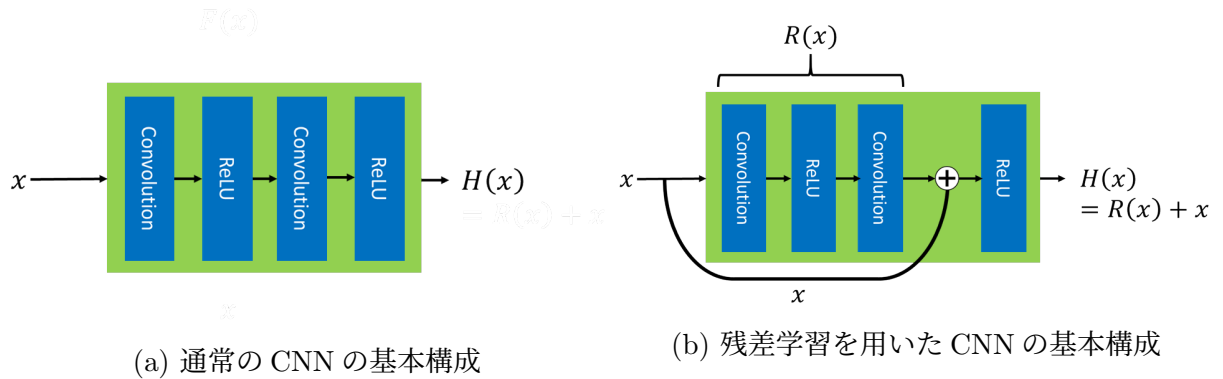 F(x)
x
Convolution
ReLU
Convolution
ReLU
H(x)
= R(x) + x
x
(a) 通常の CNN の基本構成
R(x)
x
Convolution
ReLU
Convolution
+
ReLU
H(x)
= R(x) + x
x
(b) 残差学習を用いた CNN の基本構成